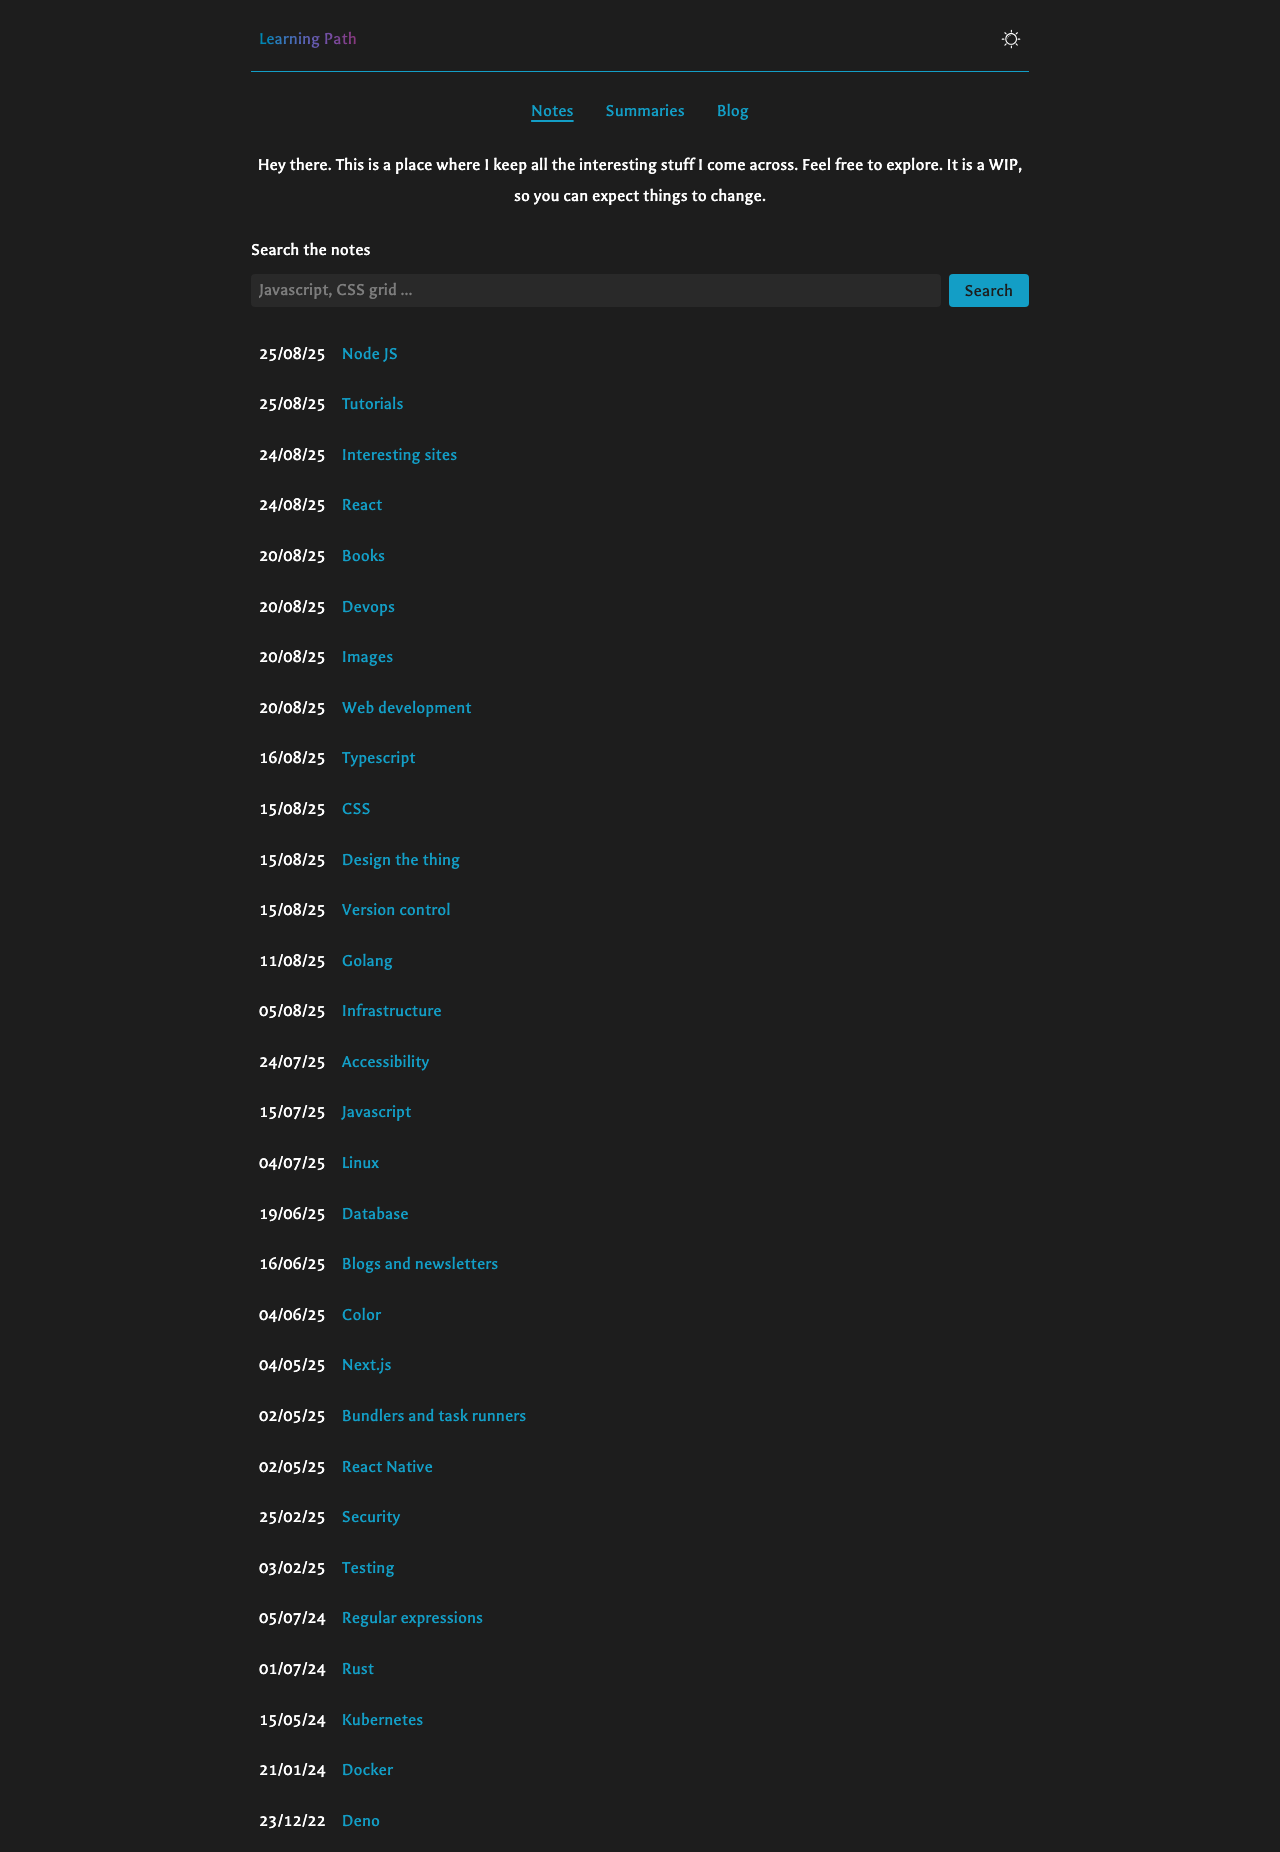 Learning Path
Notes Summaries Blog
Hey there. This is a place where I keep all the interesting stuff I come across. Feel free to explore. It is a WIP,
so you can expect things to change.
Search the notes
Javascript, CSS grid ... Search
25/08/25 Node JS
25/08/25 Tutorials
24/08/25 Interesting sites
24/08/25 React
20/08/25 Books
20/08/25 Devops
20/08/25 Images
20/08/25 Web development
16/08/25 Typescript
15/08/25 CSS
15/08/25 Design the thing
15/08/25 Version control
11/08/25 Golang
05/08/25 Infrastructure
24/07/25 Accessibility
15/07/25 Javascript
04/07/25 Linux
19/06/25 Database
16/06/25 Blogs and newsletters
04/06/25 Color
04/05/25 Next.js
02/05/25 Bundlers and task runners
02/05/25 React Native
25/02/25 Security
03/02/25 Testing
05/07/24 Regular expressions
01/07/24 Rust
15/05/24 Kubernetes
21/01/24 Docker
23/12/22 Deno